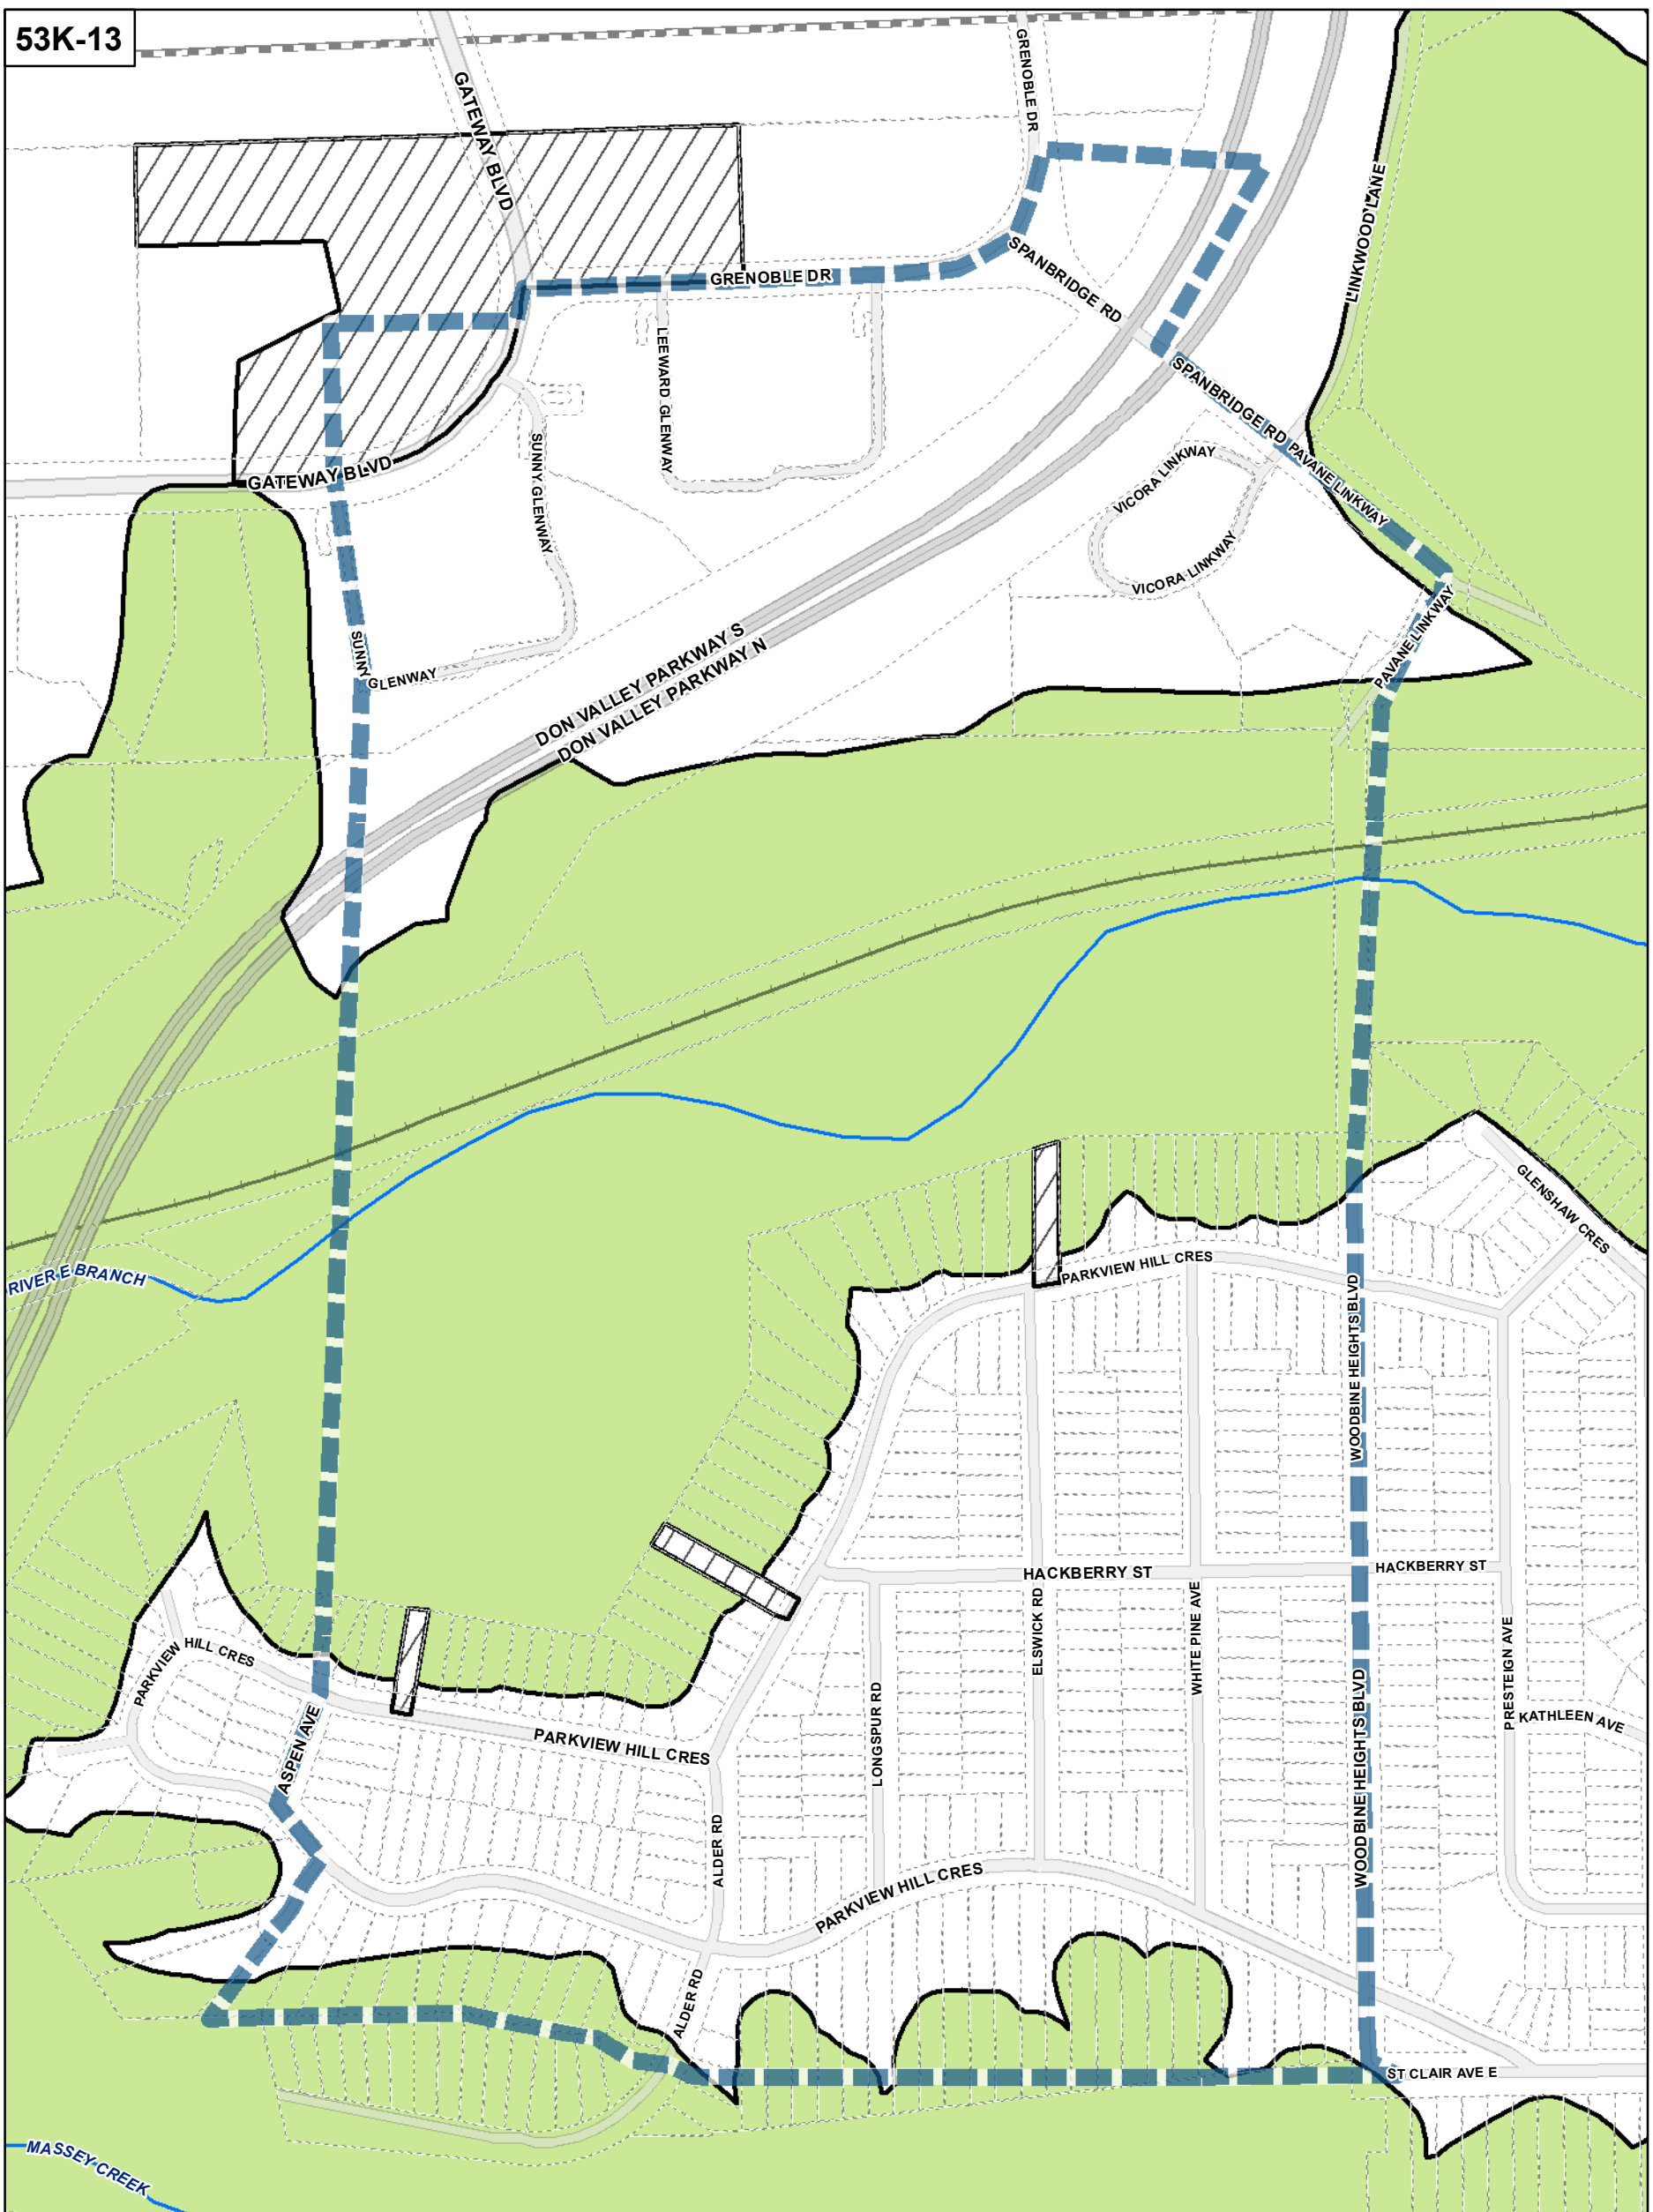 53K-13
GATEWAY BLVD
GRENOBLE DR
LINKWOOD LANE
SPANBRIDGE RD
GRENOBLE DR
LEEWARD GLENWAY
SPANBRIDGE RD
PAVANE LINKWAY
GATEWAY BLVD
SUNNY GLENWAY
VICORA LINKWAY
VICORA LINKWAY
PAVANE LINKWAY
SUNNY
GLENWAY
DON VALLEY PARKWAY S
DON VALLEY PARKWAY N
GLENSHAW CRES
RIVER E BRANCH
PARKVIEW HILL CRES
WOODBINE HEIGHTS BLVD
HACKBERRY ST
HACKBERRY ST
ELSWICK RD
WHITE PINE AVE
PARKVIEW HILL CRES
LONGSPUR RD
WOODBINE HEIGHTS BLVD
PRESTEIGN AVE
KATHLEEN AVE
ASPEN AVE
PARKVIEW HILL CRES
ALDER RD
PARKVIEW HILL CRES
ALDER RD
ST CLAIR AVE E
MASSEY CREEK